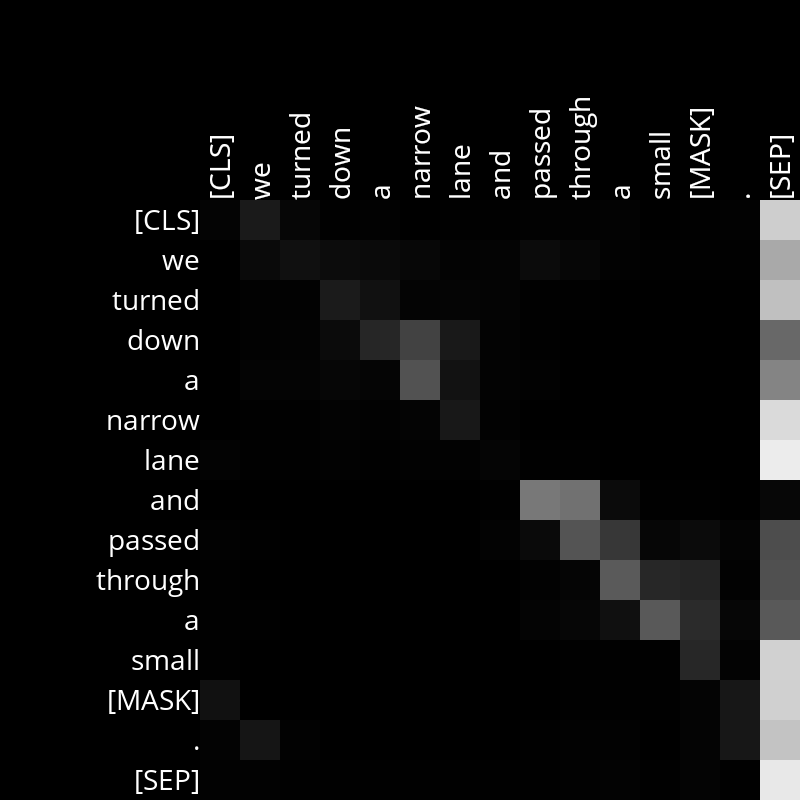 [CLS] we turned down a narrow lane and passed through a small [MASK] . [SEP]
[CLS]
we
turned
down
a
narrow
lane
and
passed
through
a
small
[MASK]
.
[SEP]